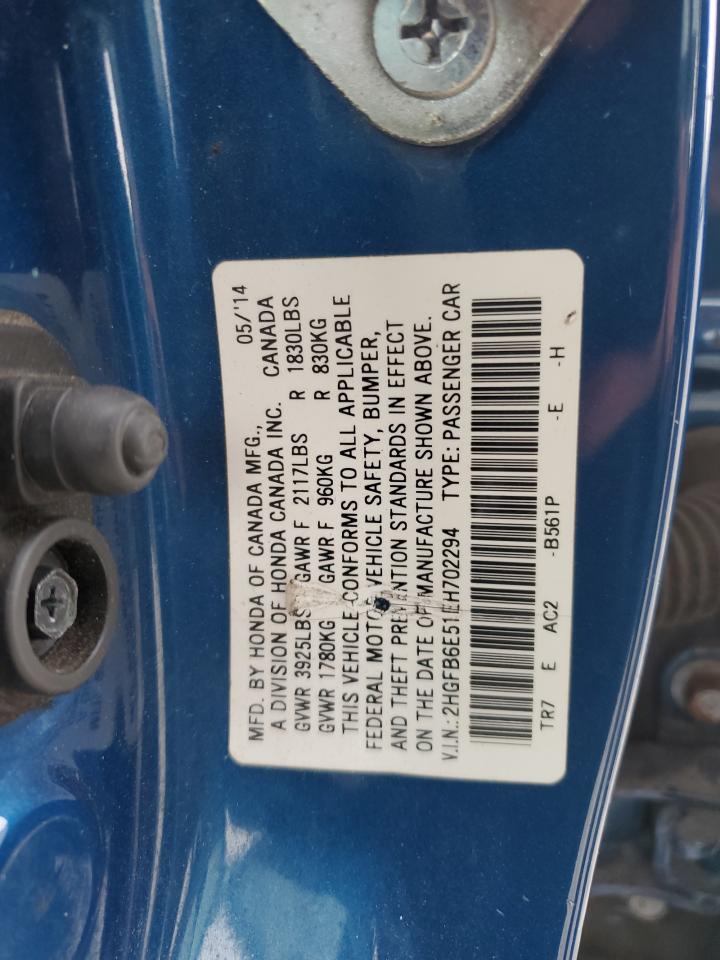 MFD. BY HONDA OF CANADA MFG., 05/'14
A DIVISION OF HONDA CANADA INC. CANADA
GVWR 3925LBS GAWR F 2117LBS R 1830LBS
GVWR 1780KG GAWR F 960KG R 830KG
THIS VEHICLE CONFORMS TO ALL APPLICABLE
FEDERAL MOTOR VEHICLE SAFETY, BUMPER,
AND THEFT PREVENTION STANDARDS IN EFFECT
ON THE DATE OF MANUFACTURE SHOWN ABOVE.
V.I.N.: 2HGFB6E51EH702294 TYPE: PASSENGER CAR
TR7 E AC2 -B561P -E -H